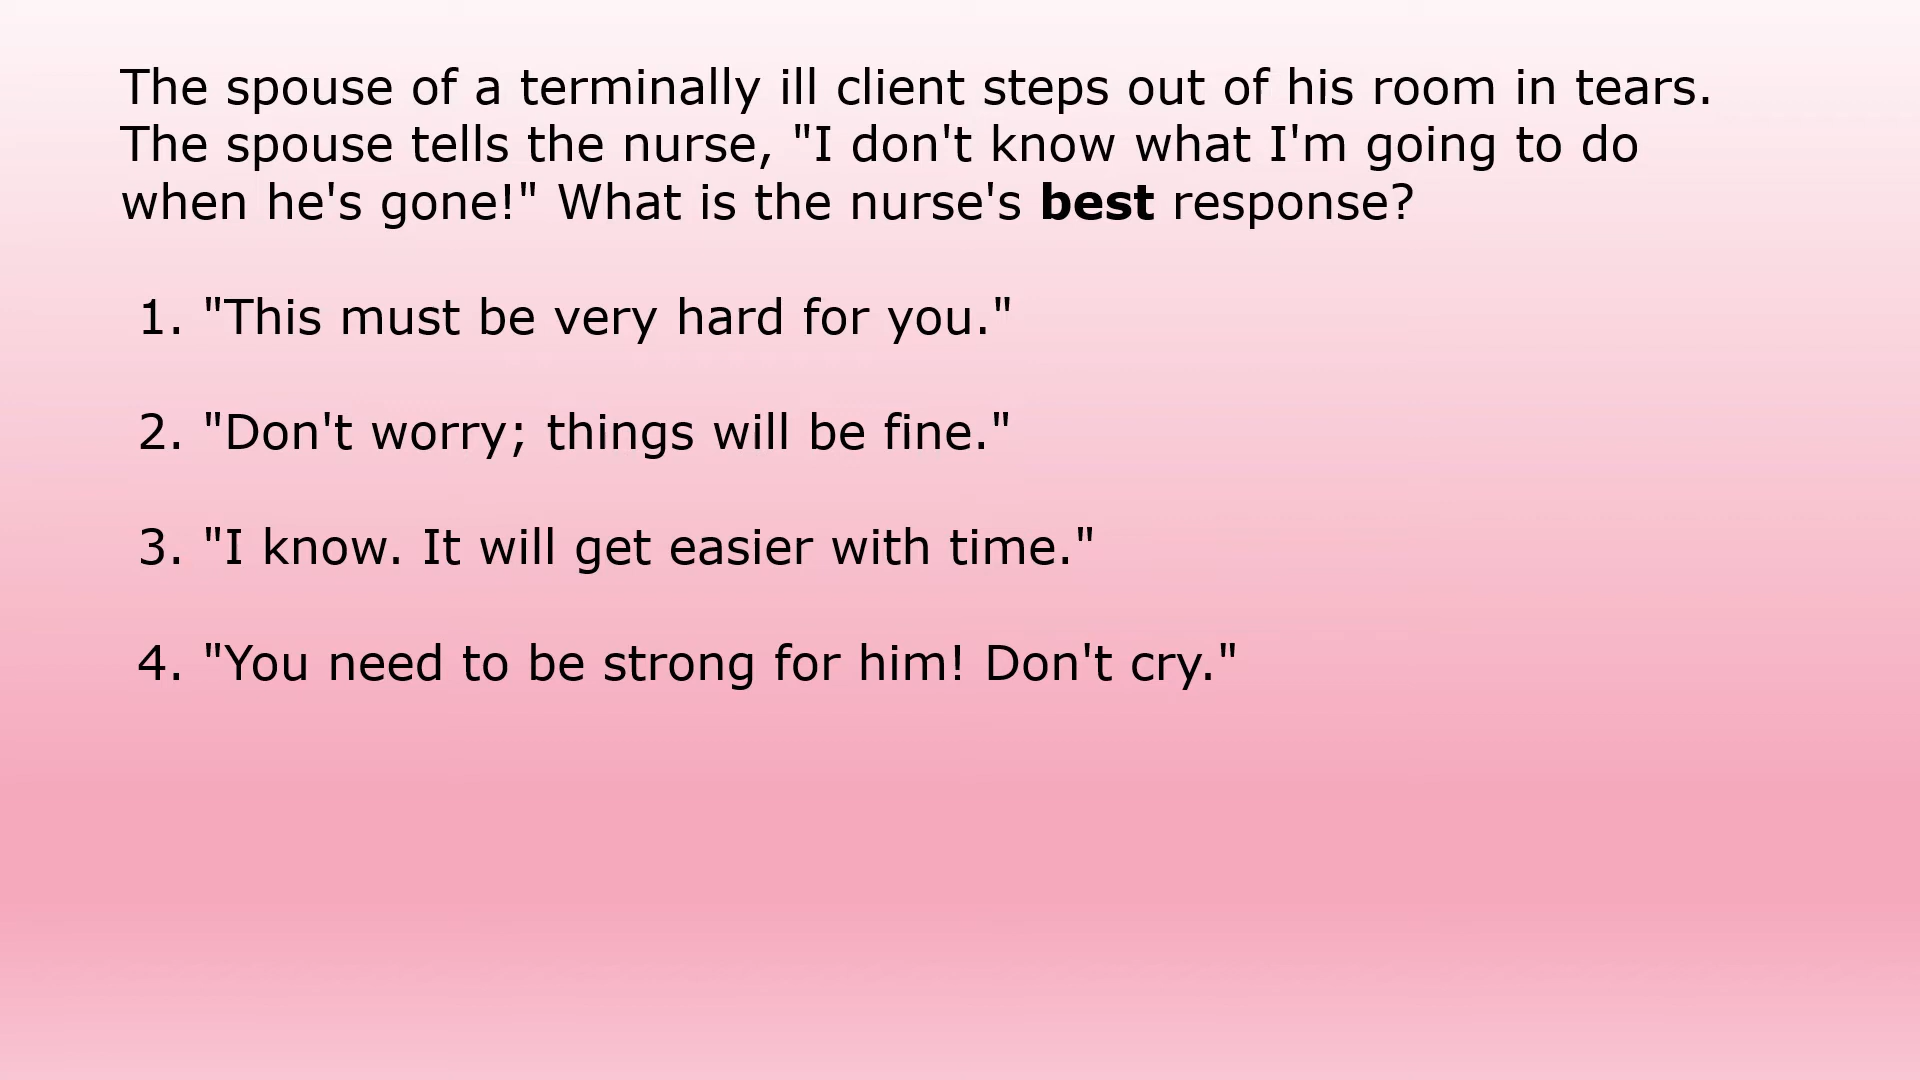 The spouse of a terminally ill client steps out of his room in tears.
The spouse tells the nurse, "I don't know what I'm going to do
when he's gone!" What is the nurse's best response?
1. "This must be very hard for you."
2. "Don't worry; things will be fine."
3. "I know. It will get easier with time."
4. "You need to be strong for him! Don't cry."